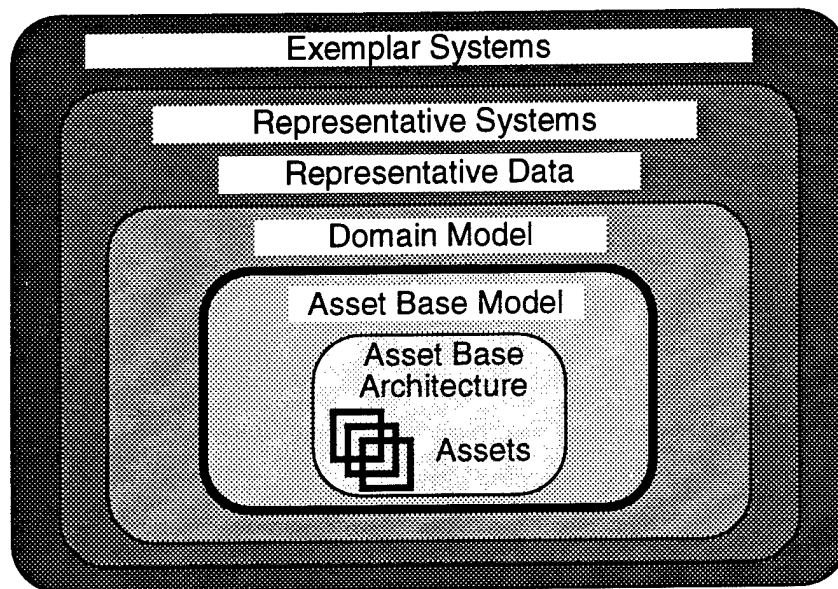 Exemplar Systems
Representative Systems
Representative Data
Domain Model
Asset Base Model
Asset Base
Architecture
Assets